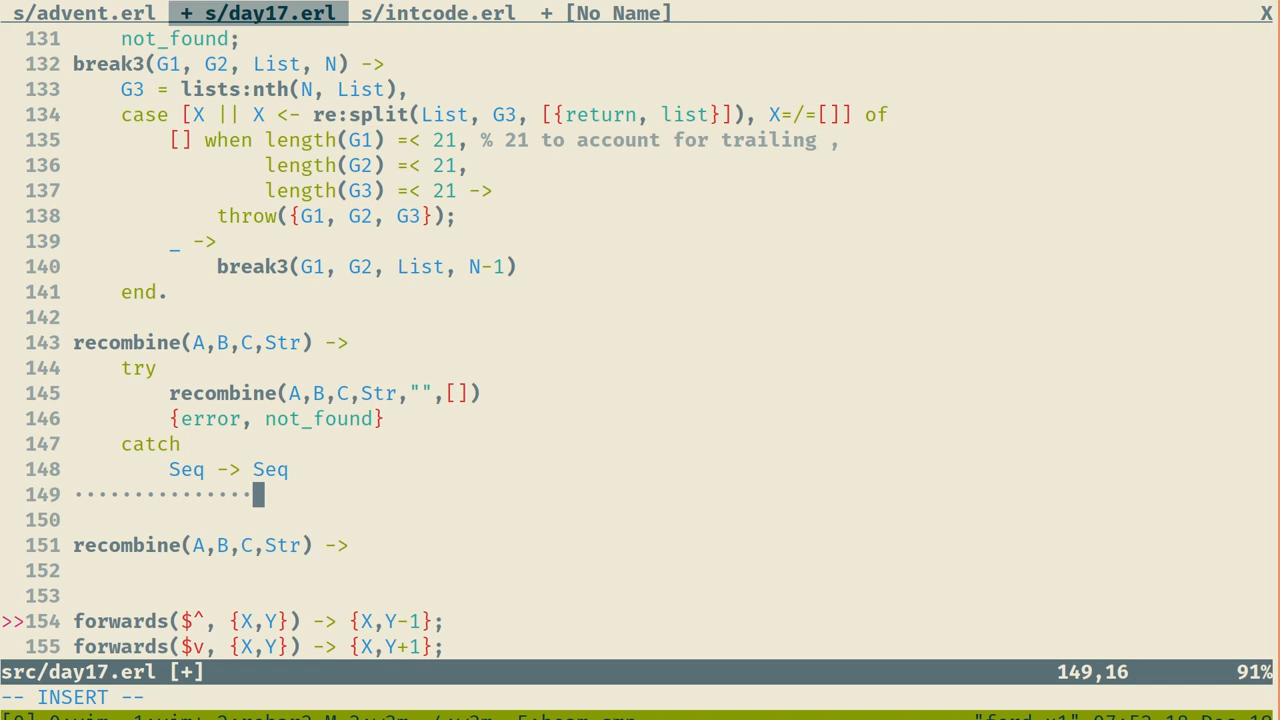 s/advent.erl + s/day17.erl s/intcode.erl + [No Name] X
131 not_found;
132 break3(G1, G2, List, N) ->
133 G3 = lists:nth(N, List),
134 case [X || X <- re:split(List, G3, [{return, list}]), X=/=[]] of
135 [] when length(G1) =< 21, % 21 to account for trailing ,
136 length(G2) =< 21,
137 length(G3) =< 21 ->
138 throw({G1, G2, G3});
139 _ ->
140 break3(G1, G2, List, N-1)
141 end.
142
143 recombine(A,B,C,Str) ->
144 try
145 recombine(A,B,C,Str,"",[])
146 {error, not_found}
147 catch
148 Seq -> Seq
149 ···············
150
151 recombine(A,B,C,Str) ->
152
153
>>154 forwards($^, {X,Y}) -> {X,Y-1};
155 forwards($v, {X,Y}) -> {X,Y+1};
src/day17.erl [+] 149,16 91%
-- INSERT --